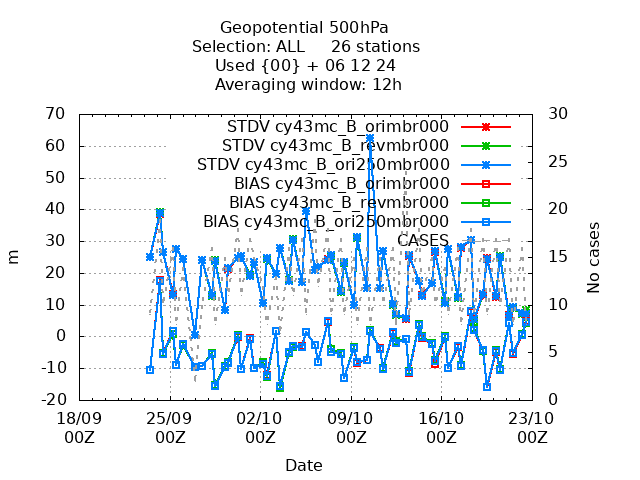 Geopotential 500hPa
Selection: ALL 26 stations
Used {00} + 06 12 24
Averaging window: 12h
STDV cy43mc_B_orimbr000
STDV cy43mc_B_revmbr000
STDV cy43mc_B_ori250mbr000
BIAS cy43mc_B_orimbr000
BIAS cy43mc_B_revmbr000
BIAS cy43mc_B_ori250mbr000
CASES
70
60
50
40
30
20
10
0
-10
-20
m
30
25
20
15
10
5
0
No cases
18/09 25/09 02/10 09/10 16/10 23/10
00Z 00Z 00Z 00Z 00Z 00Z
Date